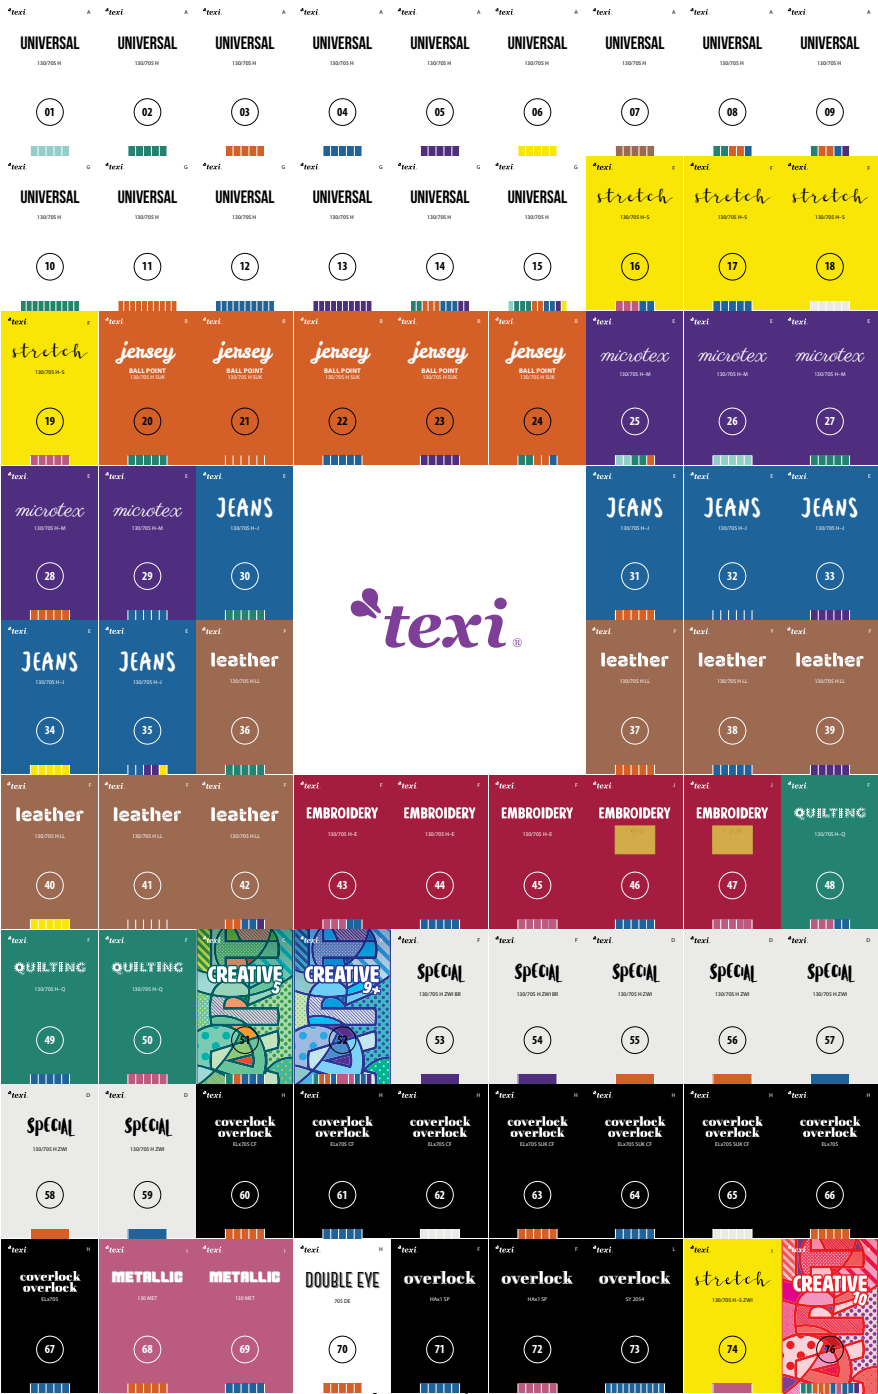 texi. A texi. A texi. A texi. A texi. A texi. A texi. A texi. A texi. A
UNIVERSAL UNIVERSAL UNIVERSAL UNIVERSAL UNIVERSAL UNIVERSAL UNIVERSAL UNIVERSAL UNIVERSAL
130/705 H 130/705 H 130/705 H 130/705 H 130/705 H 130/705 H 130/705 H 130/705 H 130/705 H
01 02 03 04 05 06 07 08 09
texi. G texi. G texi. G texi. G texi. G texi. G texi. F texi. F texi. F
UNIVERSAL UNIVERSAL UNIVERSAL UNIVERSAL UNIVERSAL UNIVERSAL stretch stretch stretch
130/705 H 130/705 H 130/705 H 130/705 H 130/705 H 130/705 H 130/705 H-S 130/705 H-S 130/705 H-S
10 11 12 13 14 15 16 17 18
texi. F texi. B texi. B texi. B texi. B texi. B texi. E texi. E texi. E
stretch jersey jersey jersey jersey jersey microtex microtex microtex
BALL POINT BALL POINT BALL POINT BALL POINT BALL POINT
130/705 H-S 130/705 H SUK 130/705 H SUK 130/705 H SUK 130/705 H SUK 130/705 H SUK 130/705 H-M 130/705 H-M 130/705 H-M
19 20 21 22 23 24 25 26 27
texi. E texi. E texi. E texi. E texi. E texi. E
microtex microtex JEANS JEANS JEANS JEANS
130/705 H-M 130/705 H-M 130/705 H-J 130/705 H-J 130/705 H-J 130/705 H-J
28 29 30 31 32 33
texi ®
texi. E texi. E texi. F texi. F texi. F texi. F
JEANS JEANS leather leather leather leather
130/705 H-J 130/705 H-J 130/705 H LL 130/705 H LL 130/705 H LL 130/705 H LL
34 35 36 37 38 39
texi. F texi. F texi. F texi. F texi. F texi. F texi. J texi. J texi. F
leather leather leather EMBROIDERY EMBROIDERY EMBROIDERY EMBROIDERY EMBROIDERY QUILTING
130/705 H LL 130/705 H LL 130/705 H LL 130/705 H-E 130/705 H-E 130/705 H-E 130/705 H-Q
40 41 42 43 44 45 46 47 48
texi. F texi. F texi. texi. K texi. F texi. F texi. D texi. D texi. D
QUILTING QUILTING CREATIVE 5 CREATIVE 9+ SPECIAL SPECIAL SPECIAL SPECIAL SPECIAL
130/705 H-Q 130/705 H-Q 130/705 H ZWI BR 130/705 H ZWI BR 130/705 H ZWI 130/705 H ZWI 130/705 H ZWI
49 50 51 52 53 54 55 56 57
texi. D texi. D texi. H texi. H texi. H texi. H texi. H texi. H texi. H
SPECIAL SPECIAL coverlock coverlock coverlock coverlock coverlock coverlock coverlock
overlock overlock overlock overlock overlock overlock overlock
130/705 H ZWI 130/705 H ZWI ELx705 CF ELx705 CF ELx705 CF ELx705 SUK CF ELx705 SUK CF ELx705 SUK CF ELx705
58 59 60 61 62 63 64 65 66
texi. H texi. I texi. I texi. H texi. F texi. F texi. L texi. I texi.
coverlock METALLIC METALLIC DOUBLE EYE overlock overlock overlock stretch CREATIVE 10
overlock
ELx705 130 MET 130 MET 705 DE HAx1 SP HAx1 SP SY 2054 130/705 H-S ZWI
67 68 69 70 71 72 73 74 76